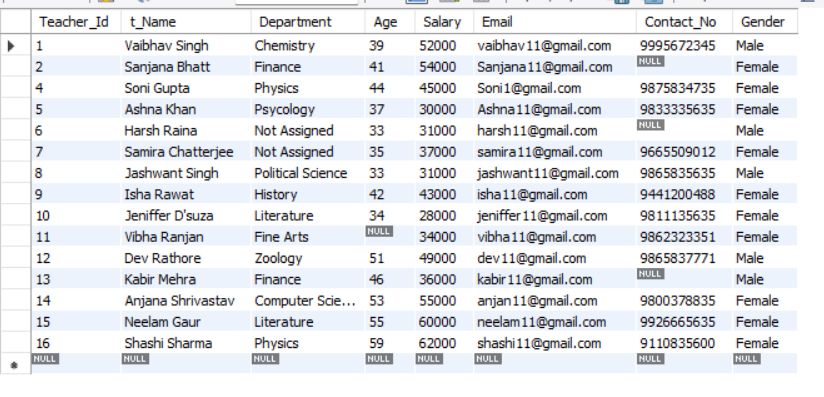 Teacher_Id t_Name Department Age Salary Email Contact_No Gender
1 Vaibhav Singh Chemistry 39 52000 vaibhav11@gmail.com 9995672345 Male
2 Sanjana Bhatt Finance 41 54000 Sanjana11@gmail.com NULL Female
4 Soni Gupta Physics 44 45000 Soni1@gmail.com 9875834735 Female
5 Ashna Khan Psycology 37 30000 Ashna11@gmail.com 9833335635 Female
6 Harsh Raina Not Assigned 33 31000 harsh11@gmail.com NULL Male
7 Samira Chatterjee Not Assigned 35 37000 samira11@gmail.com 9665509012 Female
8 Jashwant Singh Political Science 33 31000 jashwant11@gmail.com 9865835635 Male
9 Isha Rawat History 42 43000 isha11@gmail.com 9441200488 Female
10 Jeniffer D'suza Literature 34 28000 jeniffer11@gmail.com 9811135635 Female
11 Vibha Ranjan Fine Arts NULL 34000 vibha11@gmail.com 9862323351 Female
12 Dev Rathore Zoology 51 49000 dev11@gmail.com 9865837771 Male
13 Kabir Mehra Finance 46 36000 kabir11@gmail.com NULL Male
14 Anjana Shrivastav Computer Scie... 53 55000 anjan11@gmail.com 9800378835 Female
15 Neelam Gaur Literature 55 60000 neelam11@gmail.com 9926665635 Female
16 Shashi Sharma Physics 59 62000 shashi11@gmail.com 9110835600 Female
NULL NULL NULL NULL NULL NULL NULL NULL